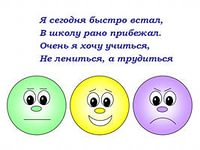 Я сегодня быстро встал,
В школу рано прибежал.
Очень я хочу учиться,
Не лениться, а трудиться